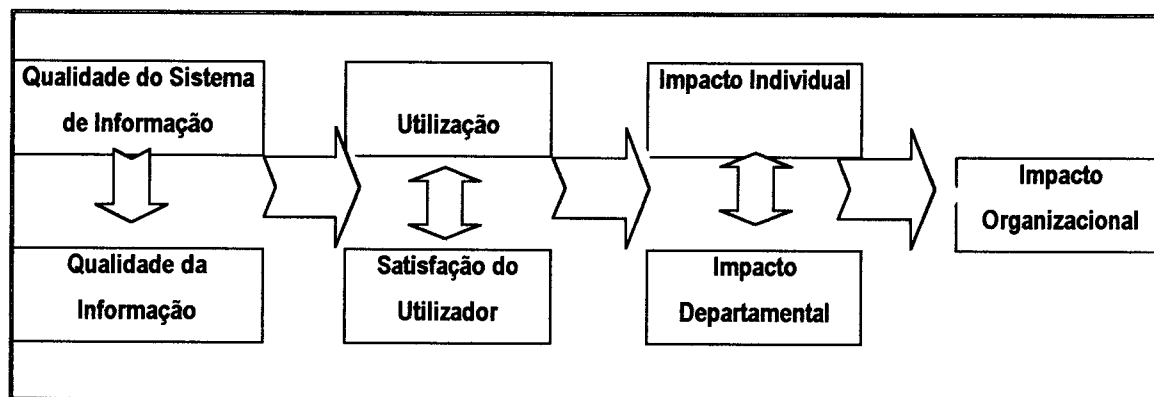 Qualidade do Sistema
de Informação
Utilização
Impacto Individual
Impacto
Organizacional
Qualidade da
Informação
Satisfação do
Utilizador
Impacto
Departamental